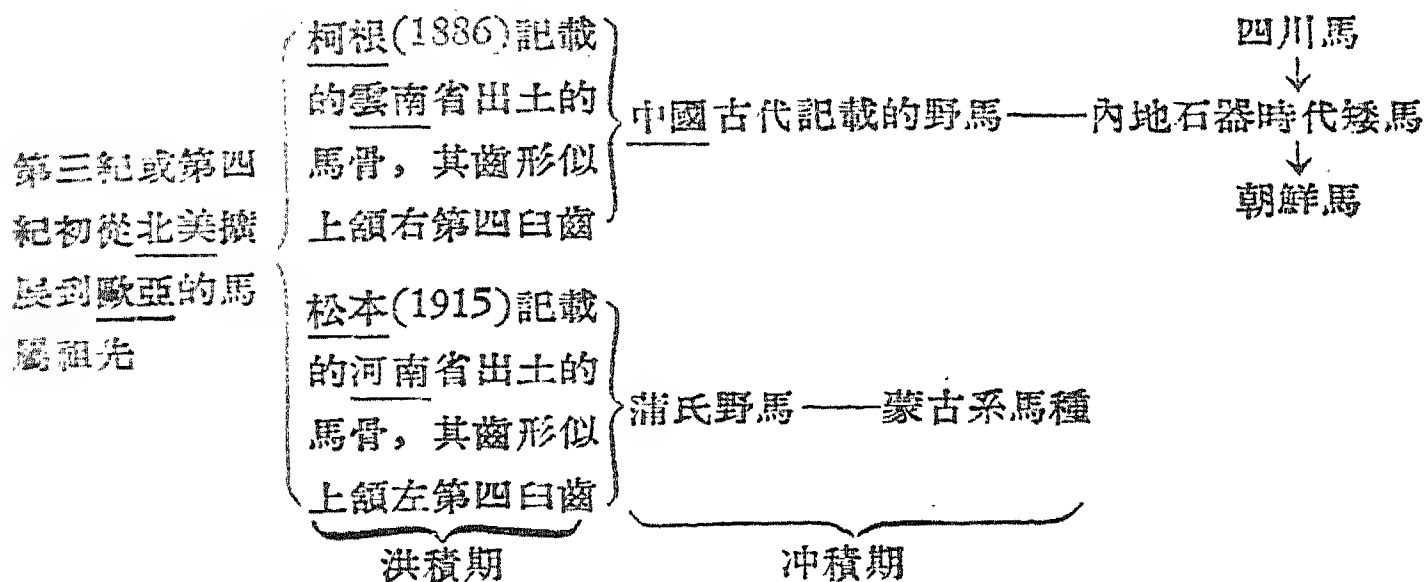 第三紀或第四
紀初從北美擴
展到歐亞的馬
屬祖先
柯根(1886)記載
的雲南省出土的
馬骨，其齒形似
上頷右第四臼齒
中國古代記載的野馬——內地石器時代矮馬
四川馬
↓
↓
朝鮮馬
松本(1915)記載
的河南省出土的
馬骨，其齒形似
上頷左第四臼齒
蒲氏野馬——蒙古系馬種
洪積期
冲積期